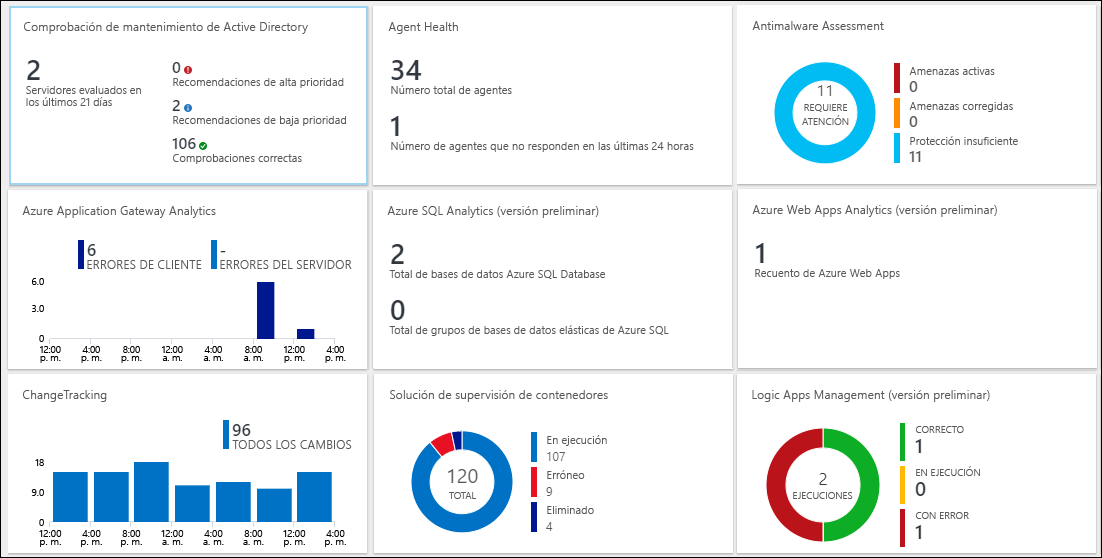 Comprobación de mantenimiento de Active Directory
2
Servidores evaluados en
los últimos 21 días
0
Recomendaciones de alta prioridad
2
Recomendaciones de baja prioridad
106
Comprobaciones correctas
Agent Health
34
Número total de agentes
1
Número de agentes que no responden en las últimas 24 horas
Antimalware Assessment
11
REQUIERE
ATENCIÓN
Amenazas activas
0
Amenazas corregidas
0
Protección insuficiente
11
Azure Application Gateway Analytics
6
ERRORES DE CLIENTE
-
ERRORES DEL SERVIDOR
6.0
3.0
0
12:00 4:00 8:00 12:00 4:00 8:00 12:00 4:00
p. m. p. m. p. m. a. m. a. m. a. m. p. m. p. m.
Azure SQL Analytics (versión preliminar)
2
Total de bases de datos Azure SQL Database
0
Total de grupos de bases de datos elásticas de Azure SQL
Azure Web Apps Analytics (versión preliminar)
1
Recuento de Azure Web Apps
ChangeTracking
96
TODOS LOS CAMBIOS
18
9.0
0
12:00 4:00 8:00 12:00 4:00 8:00 12:00 4:00
p. m. p. m. p. m. a. m. a. m. a. m. p. m. p. m.
Solución de supervisión de contenedores
120
TOTAL
En ejecución
107
Erróneo
9
Eliminado
4
Logic Apps Management (versión preliminar)
2
EJECUCIONES
CORRECTO
1
EN EJECUCIÓN
0
CON ERROR
1